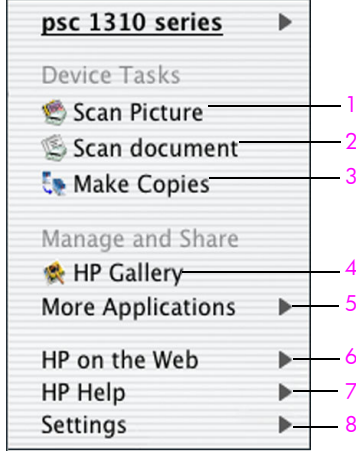 psc 1310 series
Device Tasks
Scan Picture 1
Scan document 2
Make Copies 3
Manage and Share
HP Gallery 4
More Applications 5
HP on the Web 6
HP Help 7
Settings 8